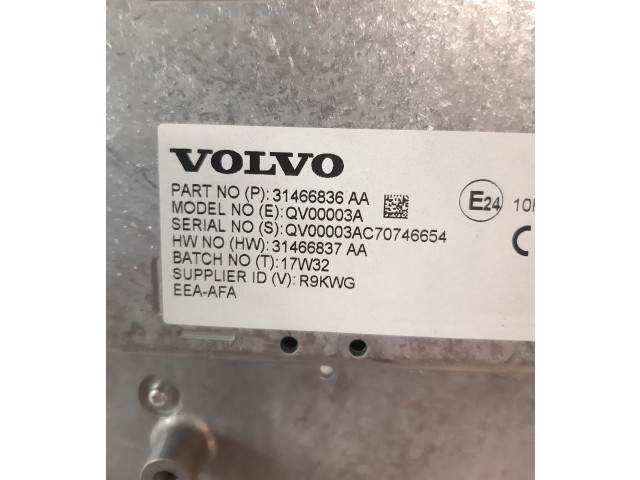 VOLVO
PART NO (P): 31466836 AA
MODEL NO (E): QV00003A
SERIAL NO (S): QV00003AC70746654
HW NO (HW): 31466837 AA
BATCH NO (T): 17W32
SUPPLIER ID (V): R9KWG
EEA-AFA
E24